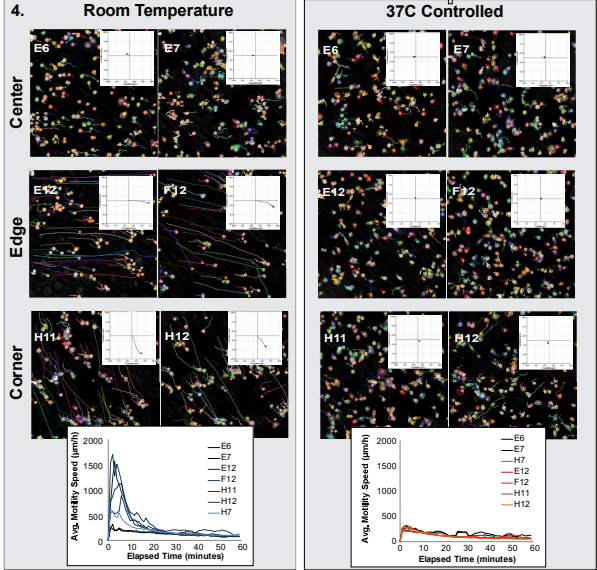 4. Room Temperature
37C Controlled
Center
E6
E7
E6
E7
Edge
E12
F12
E12
F12
Corner
H11
H12
H11
H12
Avg. Motility Speed (µm/h)
2000
1500
1000
500
0
0 10 20 30 40 50 60
Elapsed Time (minutes)
E6
E7
E12
F12
H11
H12
H7
Avg. Motility Speed (µm/h)
2000
1500
1000
500
0
0 10 20 30 40 50 60
Elapsed Time (minutes)
E6
E7
H7
E12
F12
H11
H12